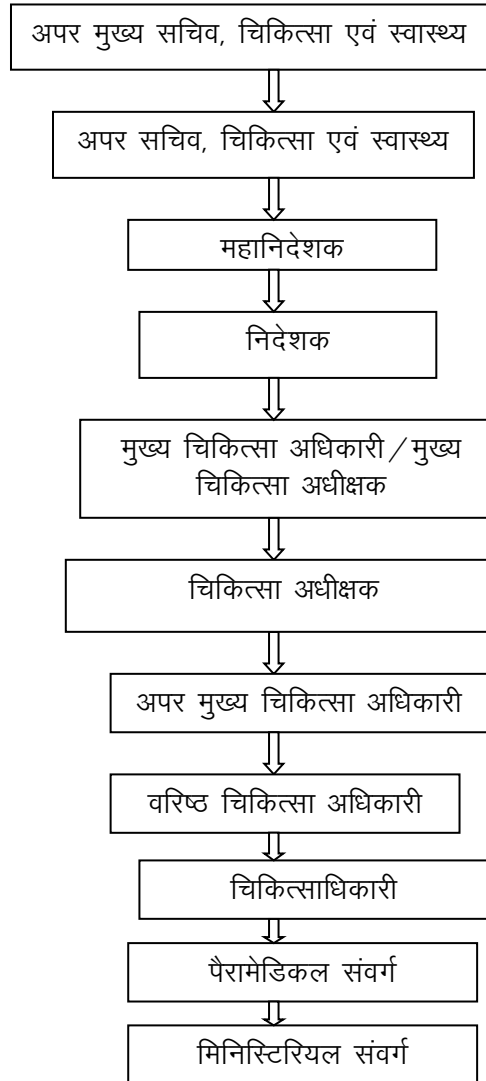 अपर मुख्य सचिव, चिकित्सा एवं स्वास्थ्य
अपर सचिव, चिकित्सा एवं स्वास्थ्य
महानिदेशक
निदेशक
मुख्य चिकित्सा अधिकारी / मुख्य
चिकित्सा अधीक्षक
चिकित्सा अधीक्षक
अपर मुख्य चिकित्सा अधिकारी
वरिष्ठ चिकित्सा अधिकारी
चिकित्साधिकारी
पैरामेडिकल संवर्ग
मिनिस्टिरियल संवर्ग